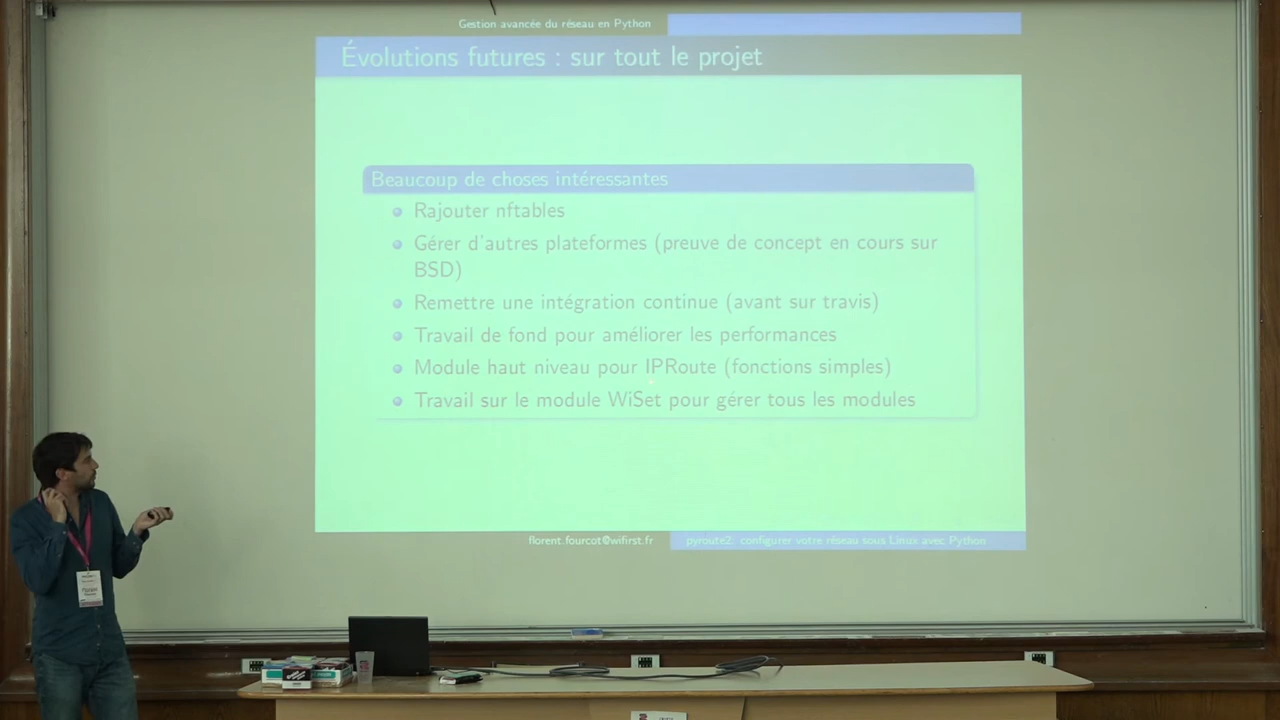 Gestion avancée du réseau en Python
Évolutions futures : sur tout le projet
Beaucoup de choses intéressantes
Rajouter nftables
Gérer d'autres plateformes (preuve de concept en cours sur
BSD)
Remettre une intégration continue (avant sur travis)
Travail de fond pour améliorer les performances
Module haut niveau pour IPRoute (fonctions simples)
Travail sur le module WiSet pour gérer tous les modules
florent.fourcot@wifirst.fr
pyroute2: configurer votre réseau sous Linux avec Python